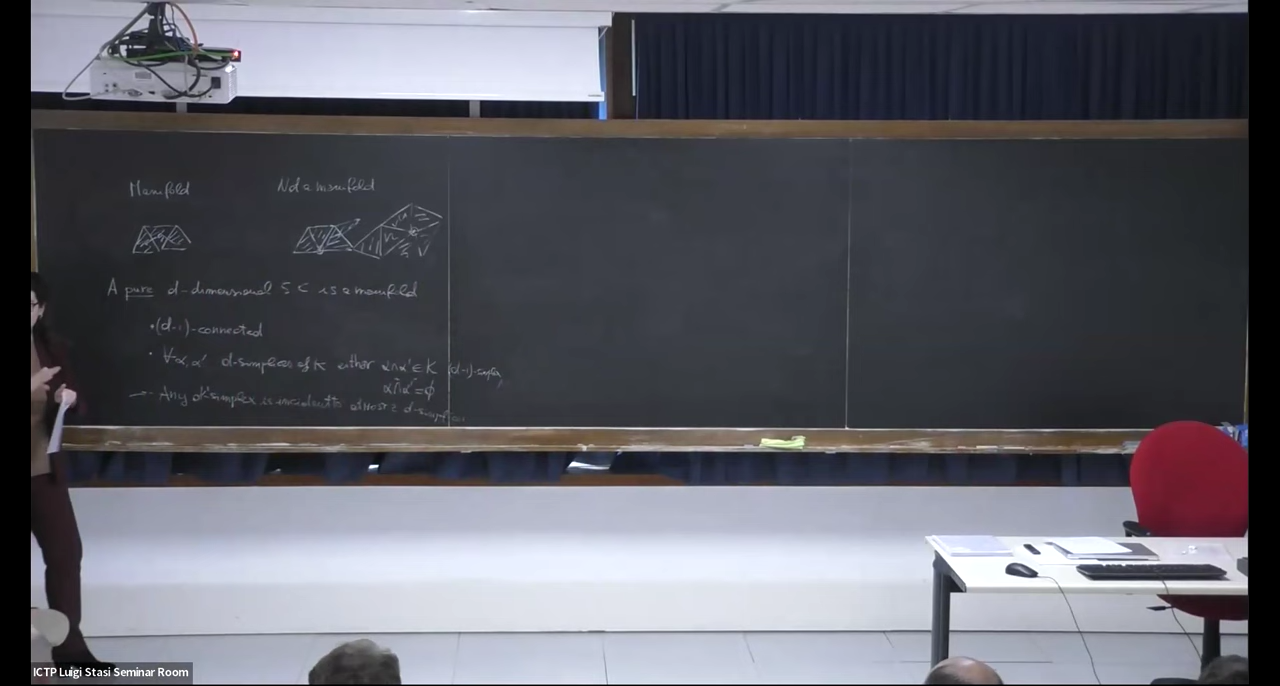 Manifold
Not a manifold
A pure d-dimensional SC is a manifold
• (d-1)-connected
• ∀ α, α' d-simplices of K either α∩α' ∈ K (d-1)-simplex
α∩α' = ϕ
→ Any simplex is incident to at most 2 d-simplices
ICTP Luigi Stasi Seminar Room